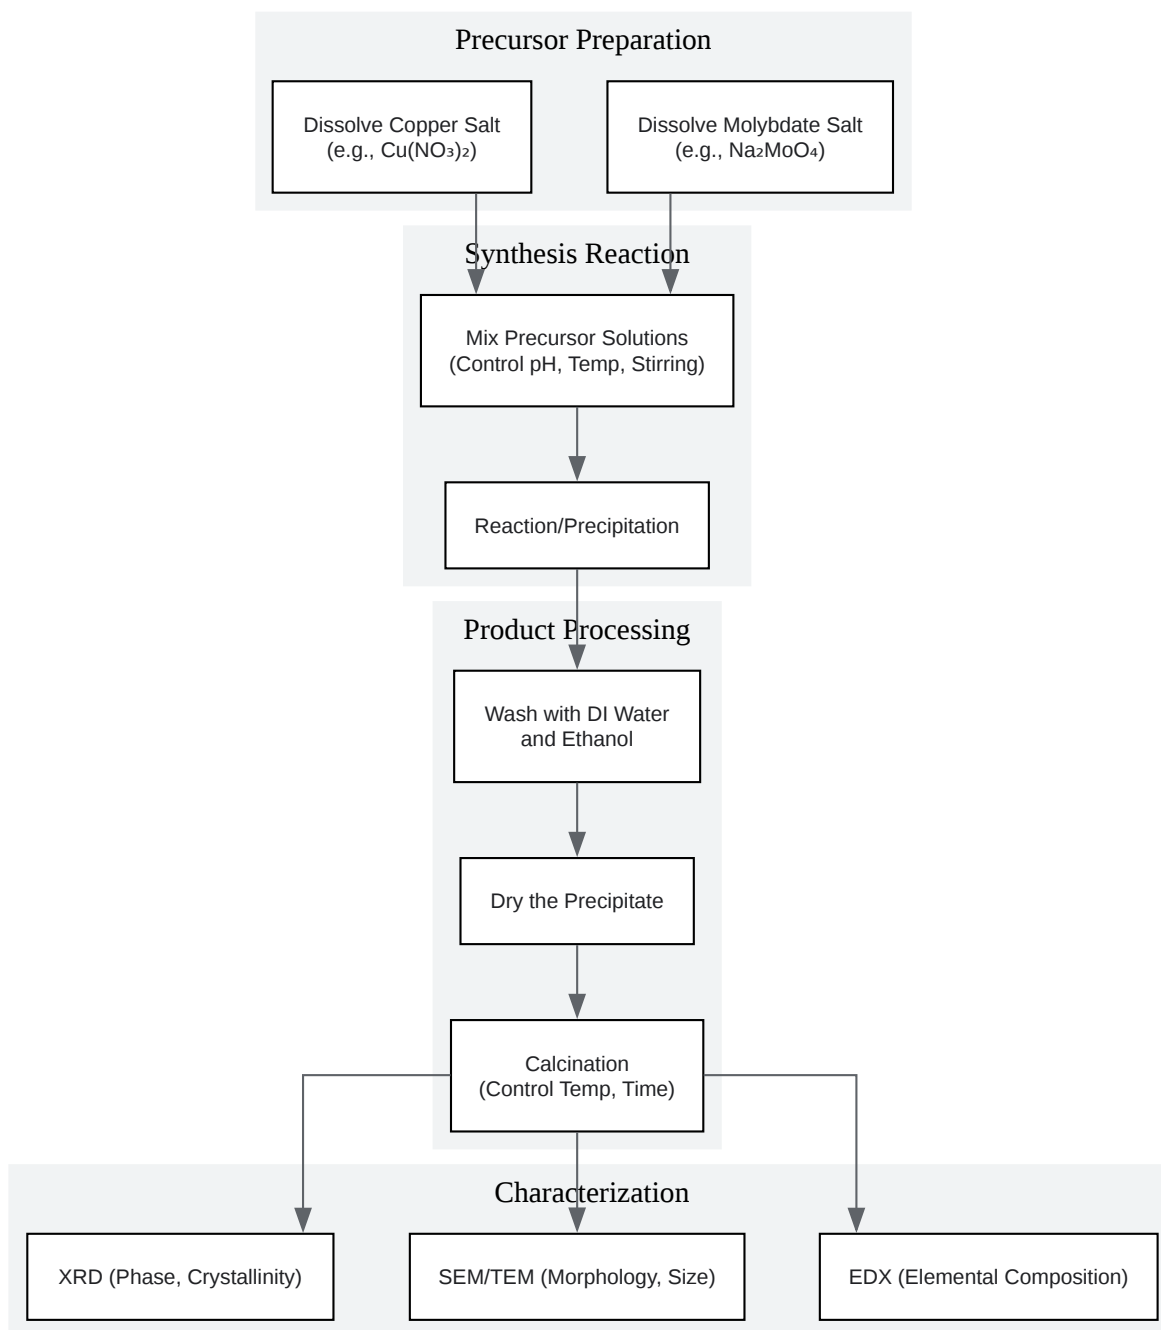 Precursor Preparation
Dissolve Copper Salt
(e.g., Cu(NO₃)₂)
Dissolve Molybdate Salt
(e.g., Na₂MoO₄)
Synthesis Reaction
Mix Precursor Solutions
(Control pH, Temp, Stirring)
Reaction/Precipitation
Product Processing
Wash with DI Water
and Ethanol
Dry the Precipitate
Calcination
(Control Temp, Time)
Characterization
XRD (Phase, Crystallinity)
SEM/TEM (Morphology, Size)
EDX (Elemental Composition)